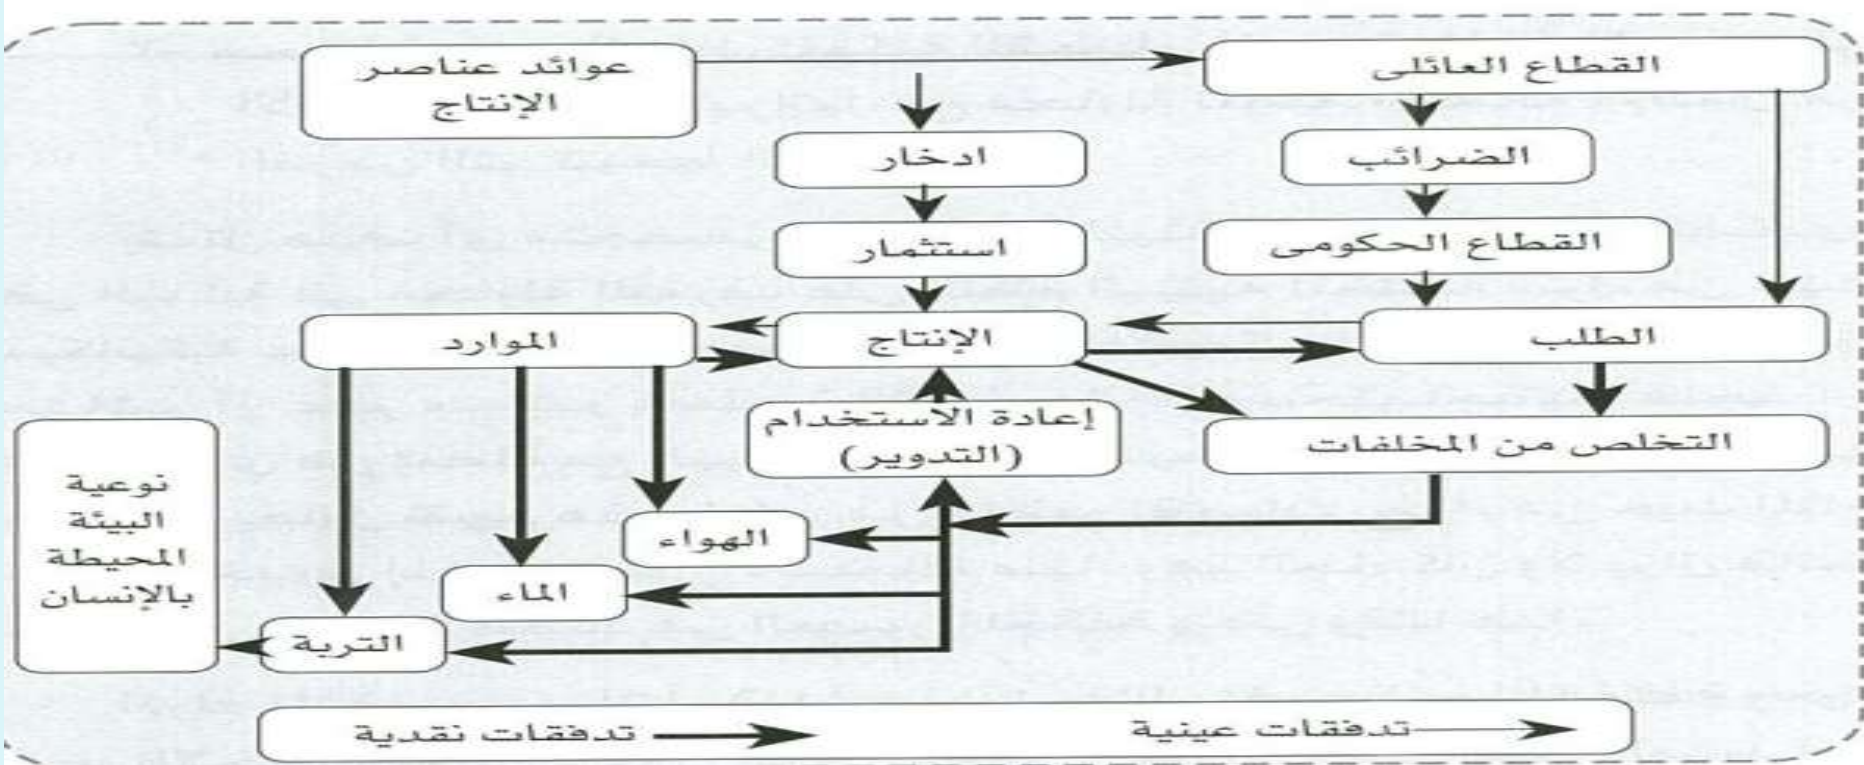 القطاع العائلى
عوائد عناصر
الإنتاج
الضرائب
ادخار
القطاع الحكومى
استثمار
الطلب
الإنتاج
الموارد
التخلص من المخلفات
إعادة الاستخدام
(التدوير)
الهواء
الماء
التربة
نوعية
البيئة
المحيطة
بالإنسان
تدفقات عينية
تدفقات نقدية